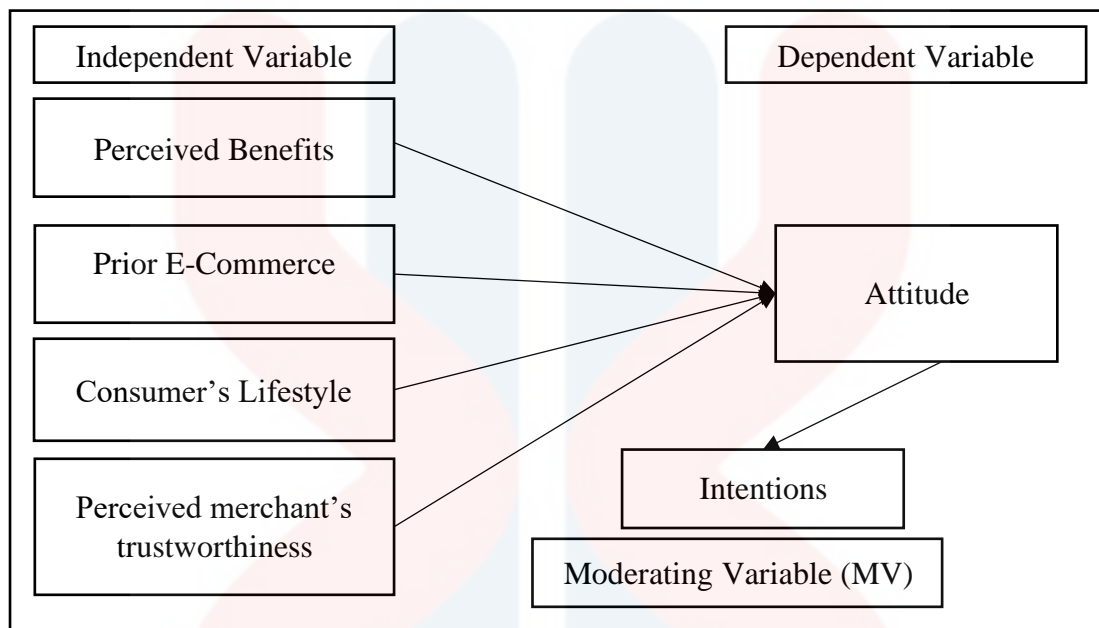 Independent Variable
Dependent Variable
Perceived Benefits
Prior E-Commerce
Attitude
Consumer’s Lifestyle
Perceived merchant’s
trustworthiness
Intentions
Moderating Variable (MV)